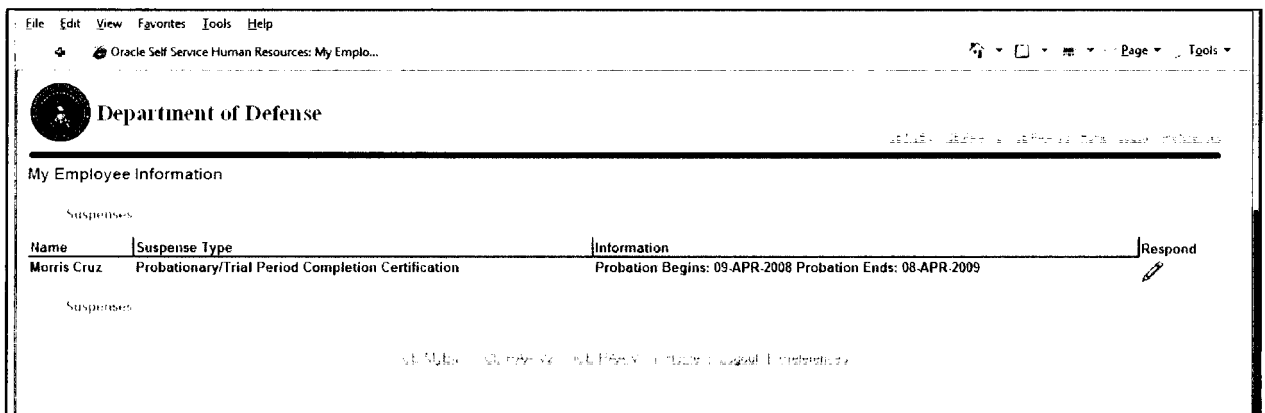 File Edit View Favorites Tools Help
Oracle Self Service Human Resources: My Emplo... Page Tools
Department of Defense
My Employee Information
Suspenses
Name Suspense Type Information Respond
Morris Cruz Probationary/Trial Period Completion Certification Probation Begins: 09-APR-2008 Probation Ends: 08-APR-2009
Suspenses
Logout | Preferences